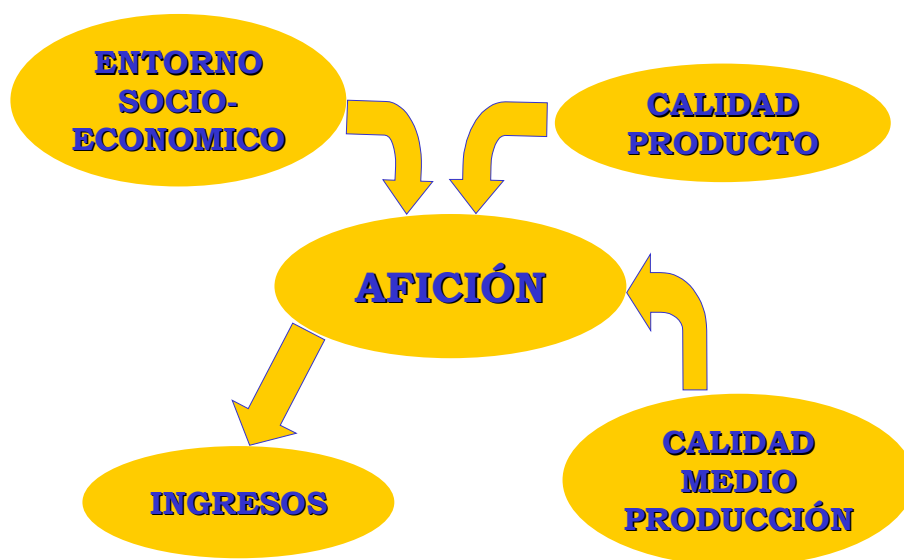 ENTORNO
SOCIO-
ECONOMICO
CALIDAD
PRODUCTO
AFICIÓN
CALIDAD
MEDIO
PRODUCCIÓN
INGRESOS